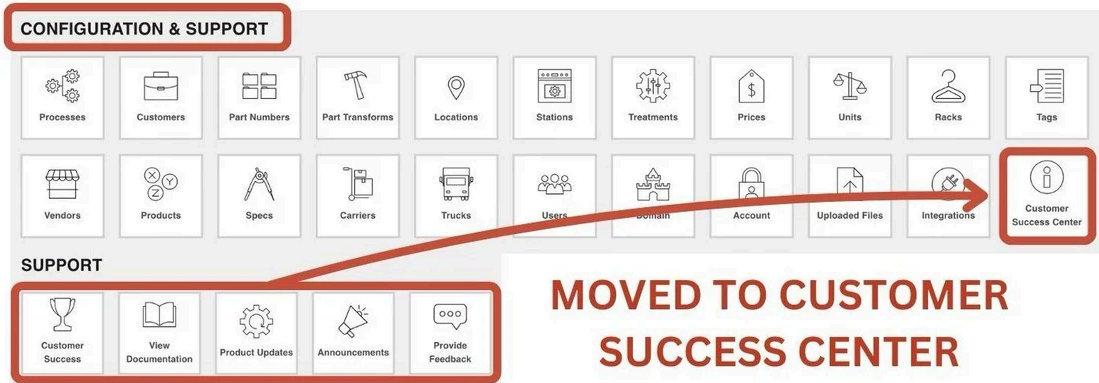 CONFIGURATION & SUPPORT
Processes
Customers
Part Numbers
Part Transforms
Locations
Stations
Treatments
$
Prices
Units
Racks
Tags
Vendors
X
Y
Z
Products
Specs
Carriers
Trucks
Users
Domain
Account
Uploaded Files
Integrations
Customer
Success Center
SUPPORT
Customer
Success
View
Documentation
Product Updates
Announcements
Provide
Feedback
MOVED TO CUSTOMER
SUCCESS CENTER